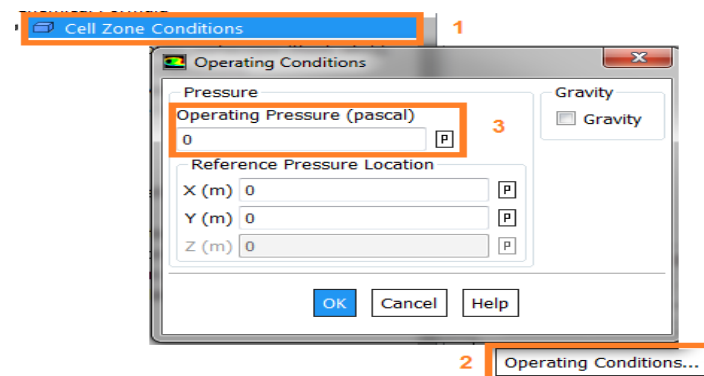 Cell Zone Conditions
1
Operating Conditions
Pressure
Gravity
Operating Pressure (pascal)
Gravity
0
P
3
Reference Pressure Location
X (m) 0 P
Y (m) 0 P
Z (m) 0 P
OK Cancel Help
2 Operating Conditions...